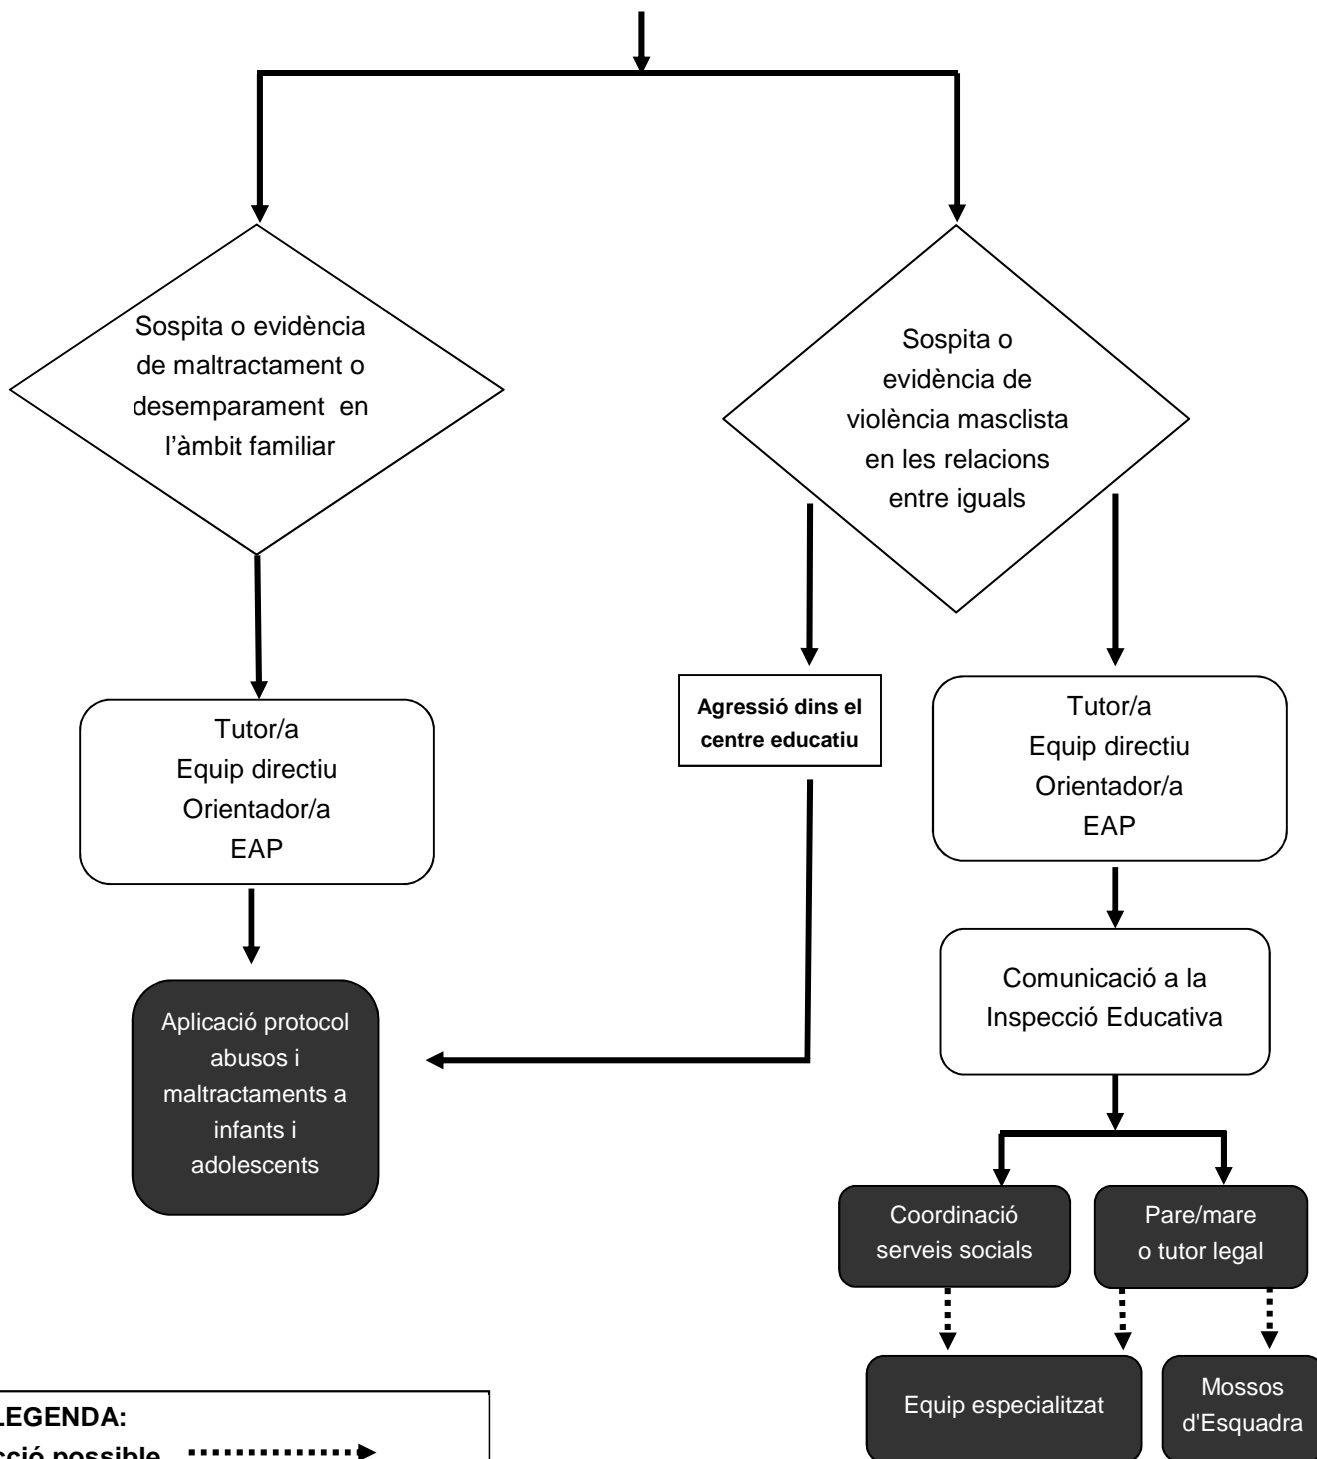 Sospita o evidència
de maltractament o
desemparament en
l'àmbit familiar
Sospita o
evidència de
violència masclista
en les relacions
entre iguals
Tutor/a
Equip directiu
Orientador/a
EAP
Agressió dins el
centre educatiu
Tutor/a
Equip directiu
Orientador/a
EAP
Comunicació a la
Inspecció Educativa
Aplicació protocol
abusos i
maltractaments a
infants i
adolescents
Coordinació
serveis socials
Pare/mare
o tutor legal
Equip especialitzat
Mossos
d'Esquadra
LEGENDA:
cció possible